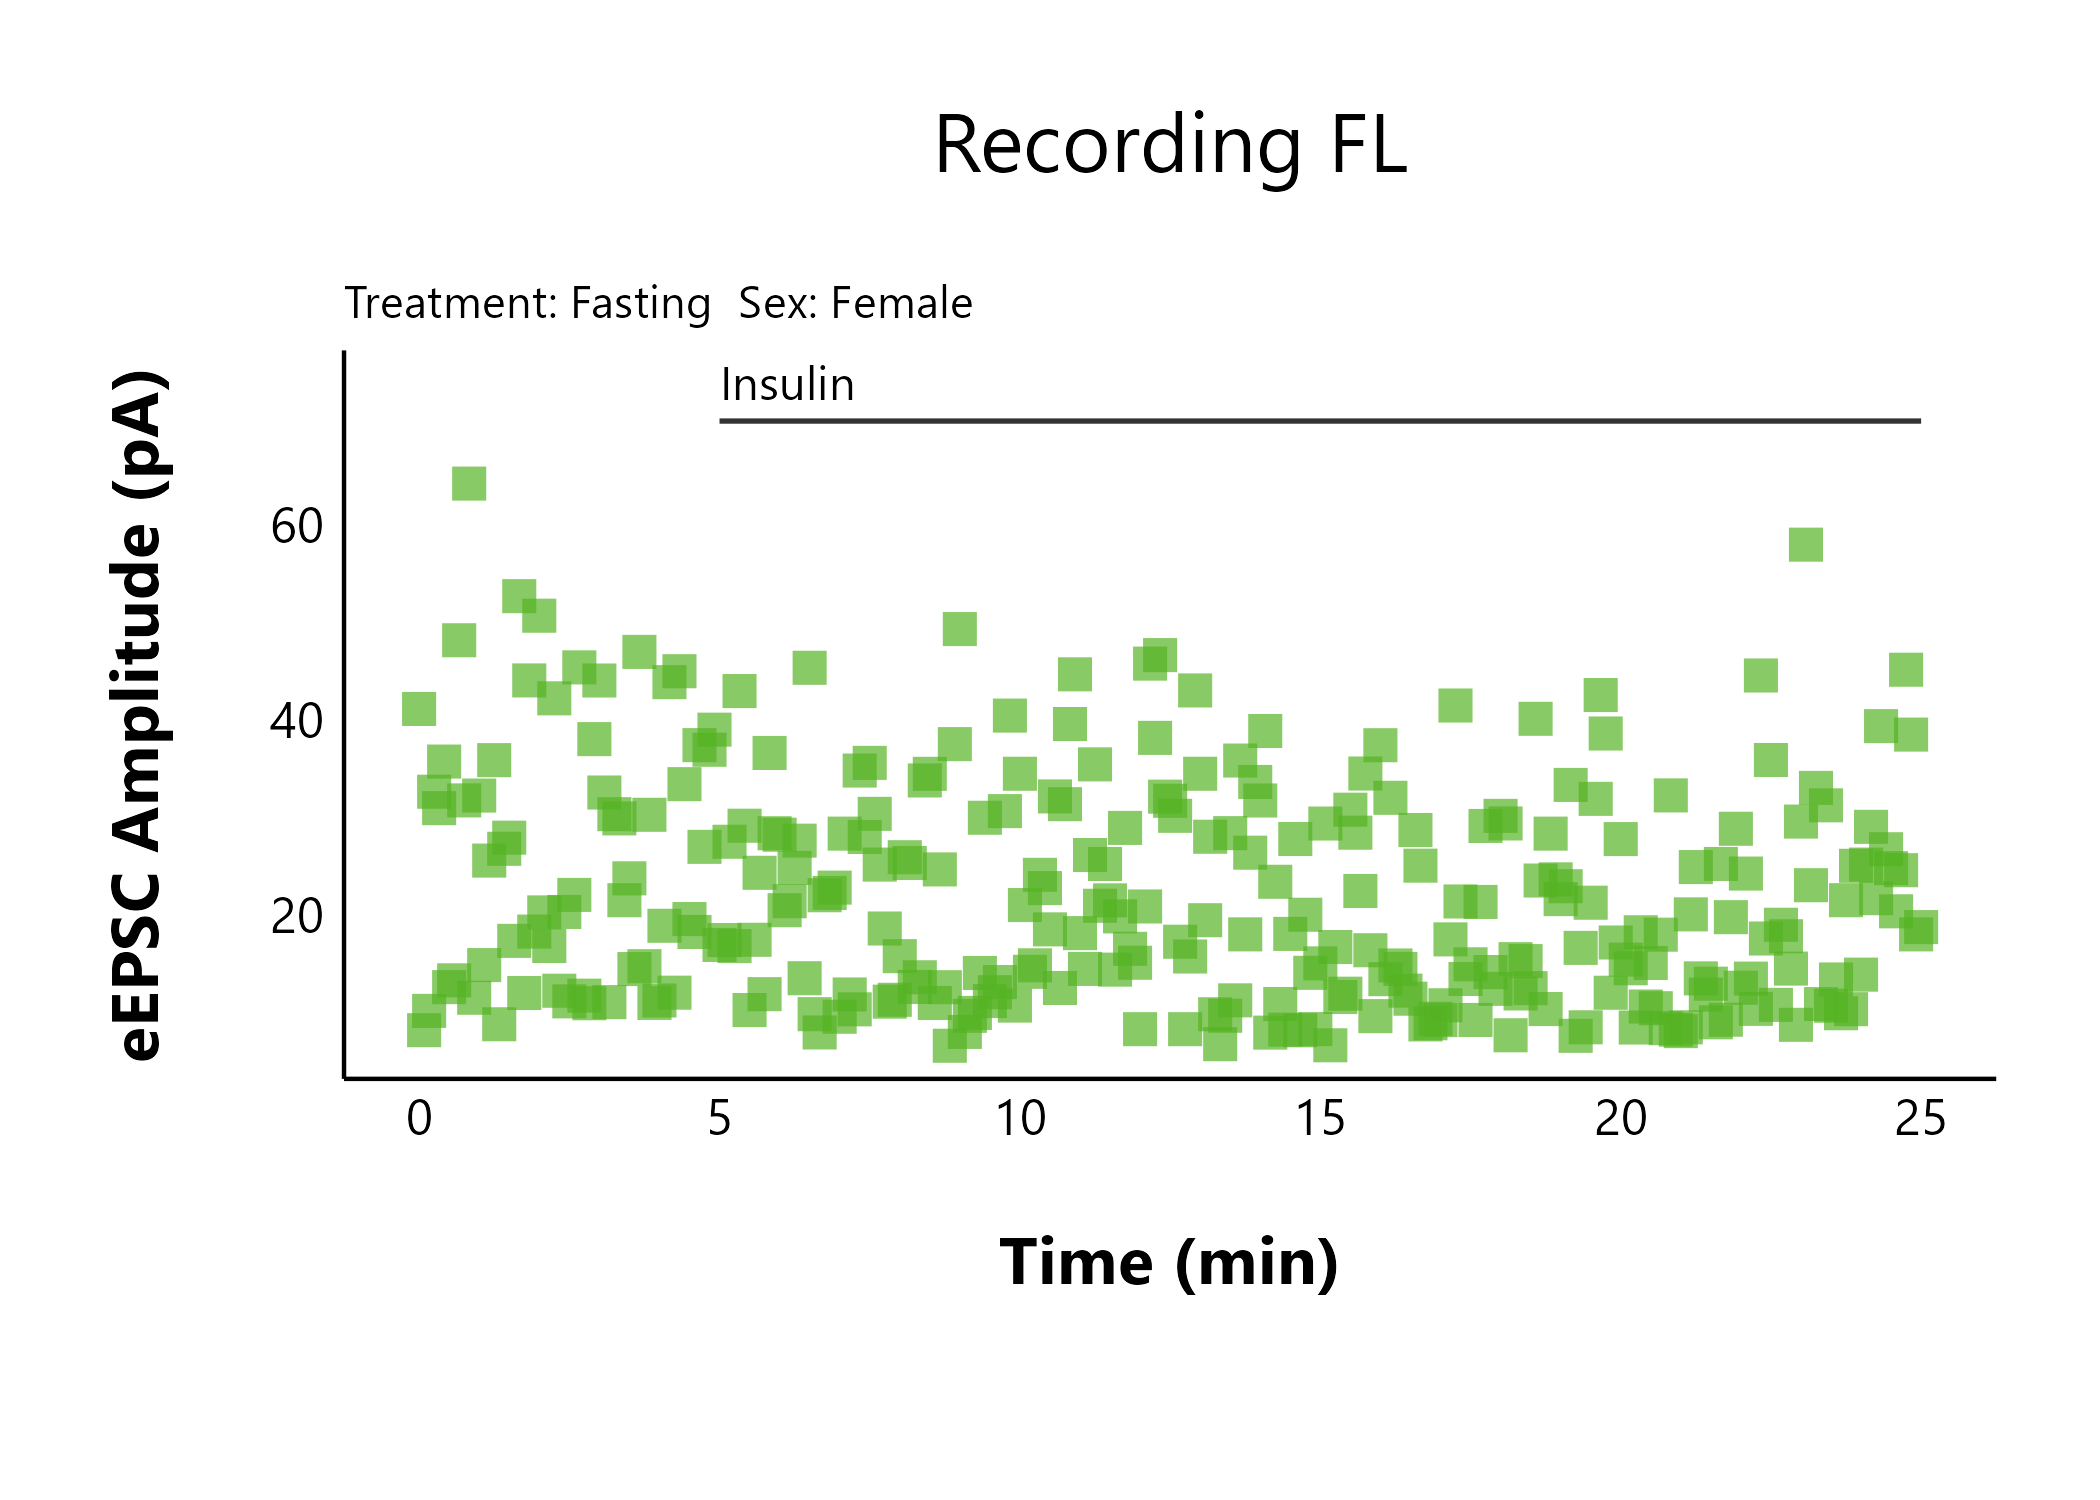 Recording FL
Treatment: Fasting  Sex: Female
Insulin
eEPSC Amplitude (pA)
60
40
20
0 5 10 15 20 25
Time (min)